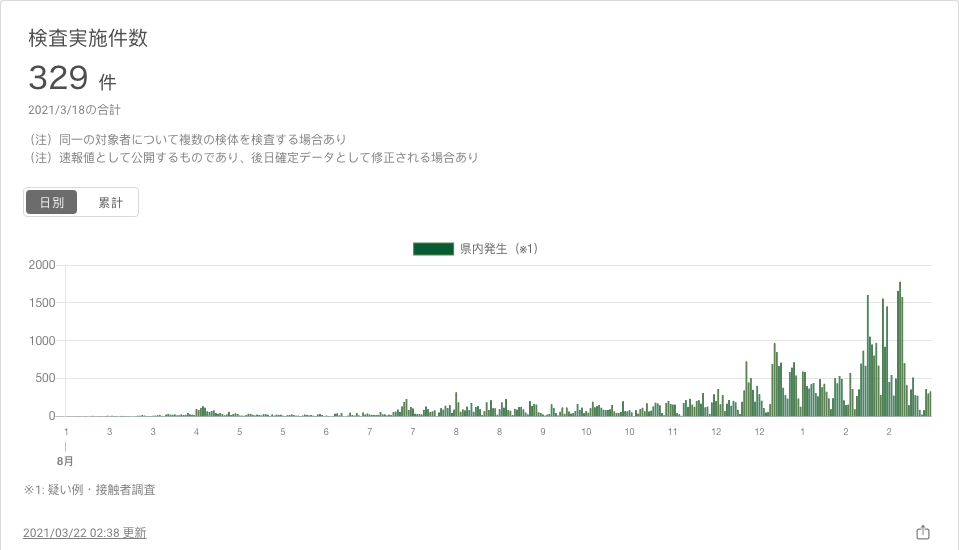 検査実施件数
329 件
2021/3/18の合計
（注）同一の対象者について複数の検体を検査する場合あり
（注）速報値として公開するものであり、後日確定データとして修正される場合あり
日別 累計
県内発生（※1）
2000
1500
1000
500
0
1 3 3 4 5 5 6 7 7 8 8 9 10 10 11 12 12 1 2 2
8月
※1: 疑い例・接触者調査
2021/03/22 02:38 更新